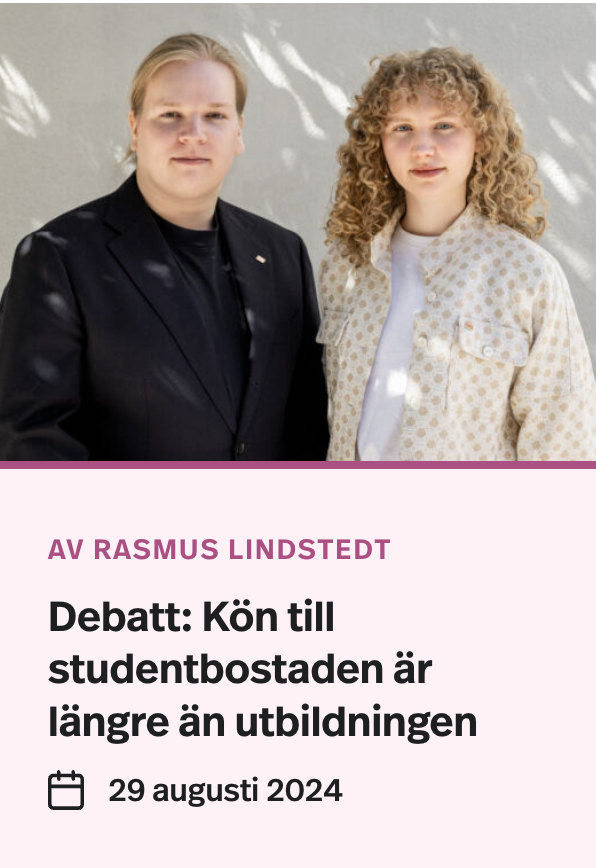 AV RASMUS LINDSTEDT
Debatt: Kön till
studentbostaden är
längre än utbildningen
29 augusti 2024